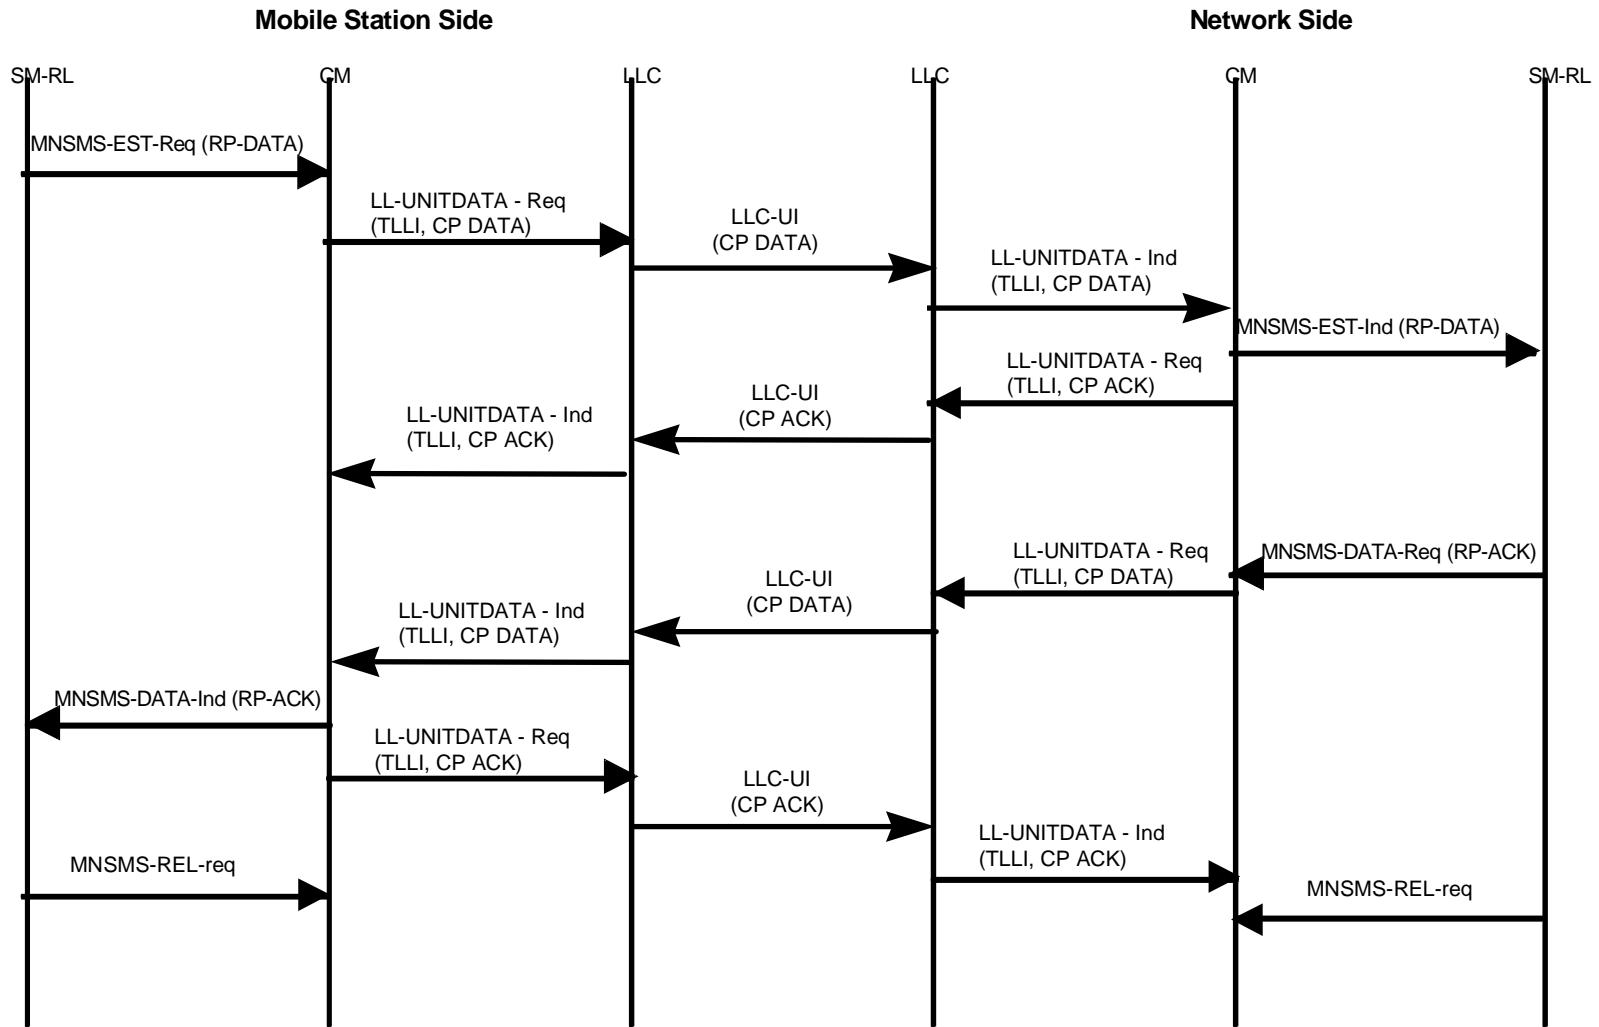 Mobile Station Side
Network Side
SM-RL
CM
LLC
LLC
CM
SM-RL
MNSMS-EST-Req (RP-DATA)
LL-UNITDATA - Req
(TLLI, CP DATA)
LLC-UI
(CP DATA)
LL-UNITDATA - Ind
(TLLI, CP DATA)
MNSMS-EST-Ind (RP-DATA)
LL-UNITDATA - Req
(TLLI, CP ACK)
LLC-UI
(CP ACK)
LL-UNITDATA - Ind
(TLLI, CP ACK)
MNSMS-DATA-Req (RP-ACK)
LL-UNITDATA - Req
(TLLI, CP DATA)
LLC-UI
(CP DATA)
LL-UNITDATA - Ind
(TLLI, CP DATA)
MNSMS-DATA-Ind (RP-ACK)
LL-UNITDATA - Req
(TLLI, CP ACK)
LLC-UI
(CP ACK)
LL-UNITDATA - Ind
(TLLI, CP ACK)
MNSMS-REL-req
MNSMS-REL-req